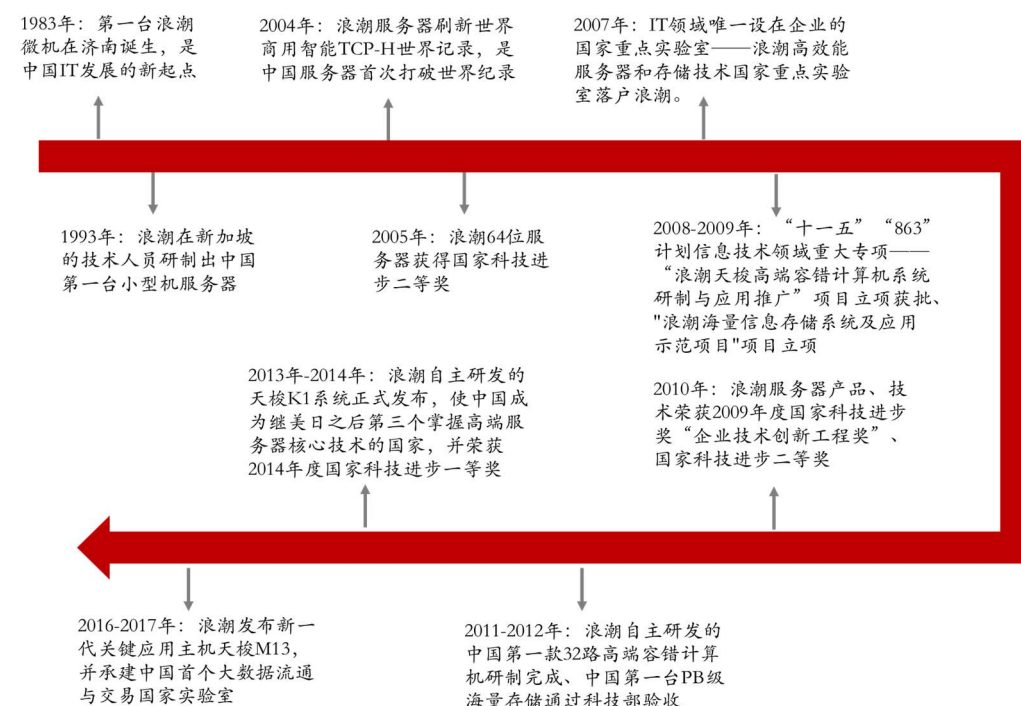 1983年：第一台浪潮
微机在济南诞生，是
中国IT发展的新起点
2004年：浪潮服务器刷新世界
商用智能TCP-H世界记录，是
中国服务器首次打破世界纪录
2007年：IT领域唯一设在企业的
国家重点实验室——浪潮高效能
服务器和存储技术国家重点实验
室落户浪潮。
1993年：浪潮在新加坡
的技术人员研制出中国
第一台小型机服务器
2005年：浪潮64位服
务器获得国家科技进
步二等奖
2008-2009年：“十一五”“863”
计划信息技术领域重大专项——
“浪潮天梭高端容错计算机系统
研制与应用推广”项目立项获批、
"浪潮海量信息存储系统及应用
示范项目"项目立项
2010年：浪潮服务器产品、技
术荣获2009年度国家科技进步
奖“企业技术创新工程奖”、
国家科技进步二等奖
2013年-2014年：浪潮自主研发的
天梭K1系统正式发布，使中国成
为继美日之后第三个掌握高端服
务器核心技术的国家，并荣获
2014年度国家科技进步一等奖
2011-2012年：浪潮自主研发的
中国第一款32路高端容错计算
机研制完成、中国第一台PB级
海量存储通过科技部验收
2016-2017年：浪潮发布新一
代关键应用主机天梭M13，
并承建中国首个大数据流通
与交易国家实验室